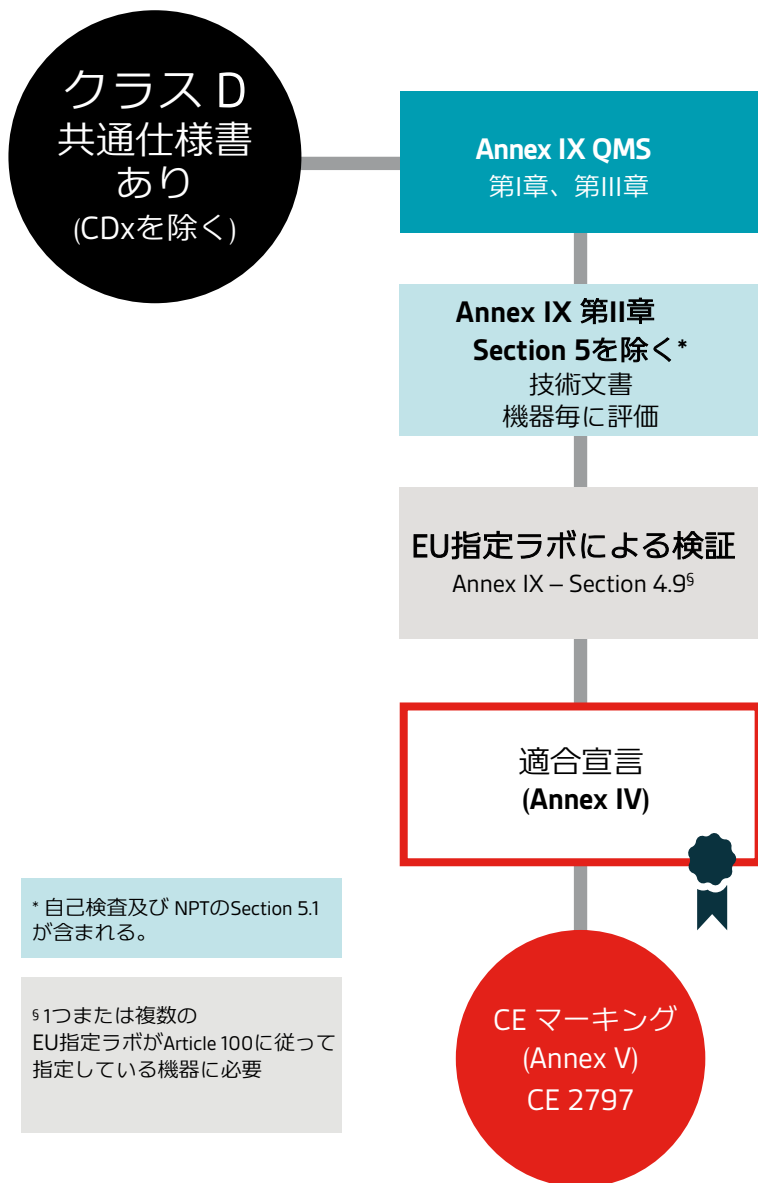 クラス D
共通仕様書
あり
(CDxを除く)
Annex IX QMS
第I章、第III章
Annex IX 第II章
Section 5を除く*
技術文書
機器毎に評価
EU指定ラボによる検証
Annex IX – Section 4.9§
適合宣言
(Annex IV)
* 自己検査及び NPTのSection 5.1
が含まれる。
§ 1つまたは複数の
EU指定ラボがArticle 100に従って
指定している機器に必要
CE マーキング
(Annex V)
CE 2797